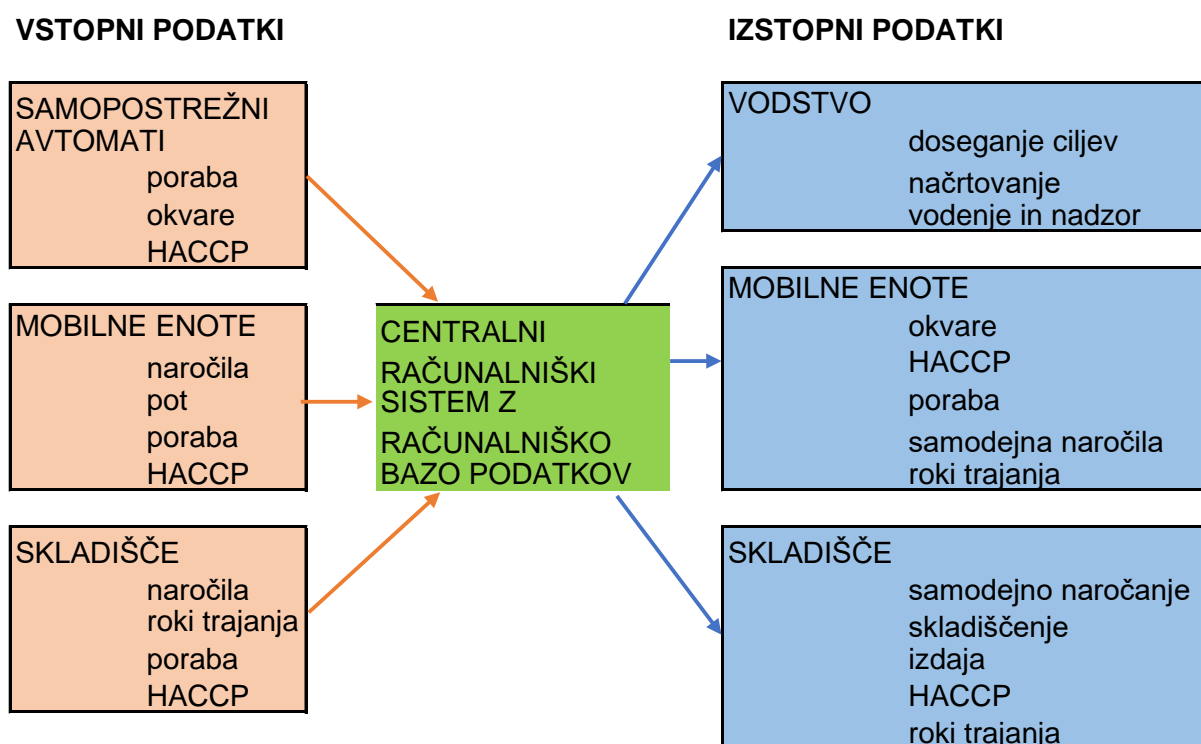 VSTOPNI PODATKI
IZSTOPNI PODATKI
SAMOPOSTREŽNI
AVTOMATI
poraba
okvare
HACCP
MOBILNE ENOTE
naročila
pot
poraba
HACCP
SKLADIŠČE
naročila
roki trajanja
poraba
HACCP
CENTRALNI
RAČUNALNIŠKI
SISTEM Z
RAČUNALNIŠKO
BAZO PODATKOV
VODSTVO
doseganje ciljev
načrtovanje
vodenje in nadzor
MOBILNE ENOTE
okvare
HACCP
poraba
samodejna naročila
roki trajanja
SKLADIŠČE
samodejno naročanje
skladiščenje
izdaja
HACCP
roki trajanja